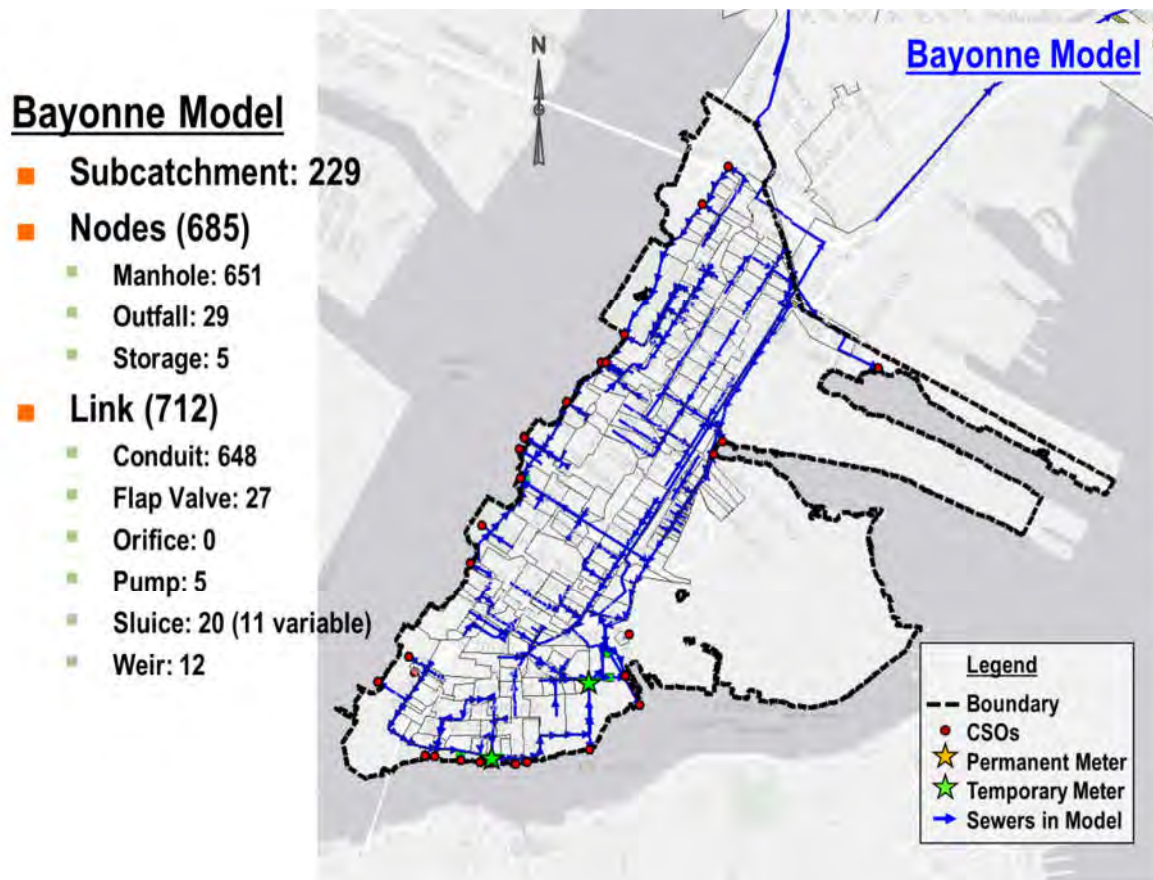 Bayonne Model
Subcatchment: 229
Nodes (685)
Manhole: 651
Outfall: 29
Storage: 5
Link (712)
Conduit: 648
Flap Valve: 27
Orifice: 0
Pump: 5
Sluice: 20 (11 variable)
Weir: 12
N
Bayonne Model
Legend
Boundary
CSOs
Permanent Meter
Temporary Meter
Sewers in Model